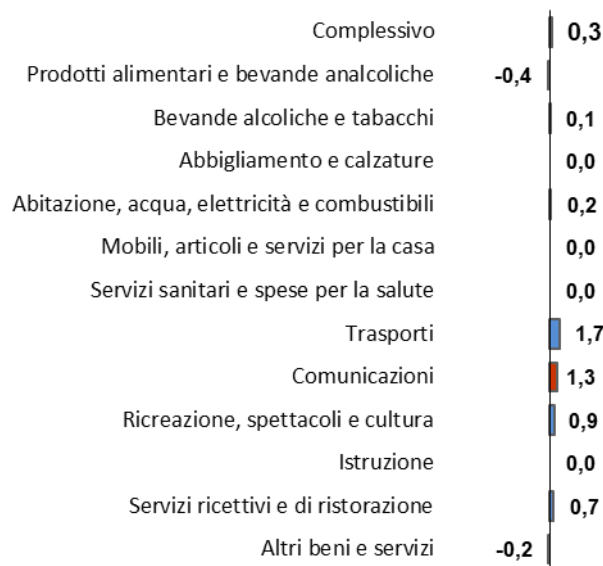 Complessivo 0,3
Prodotti alimentari e bevande analcoliche -0,4
Bevande alcoliche e tabacchi 0,1
Abbigliamento e calzature 0,0
Abitazione, acqua, elettricità e combustibili 0,2
Mobili, articoli e servizi per la casa 0,0
Servizi sanitari e spese per la salute 0,0
Trasporti 1,7
Comunicazioni 1,3
Ricreazione, spettacoli e cultura 0,9
Istruzione 0,0
Servizi ricettivi e di ristorazione 0,7
Altri beni e servizi -0,2